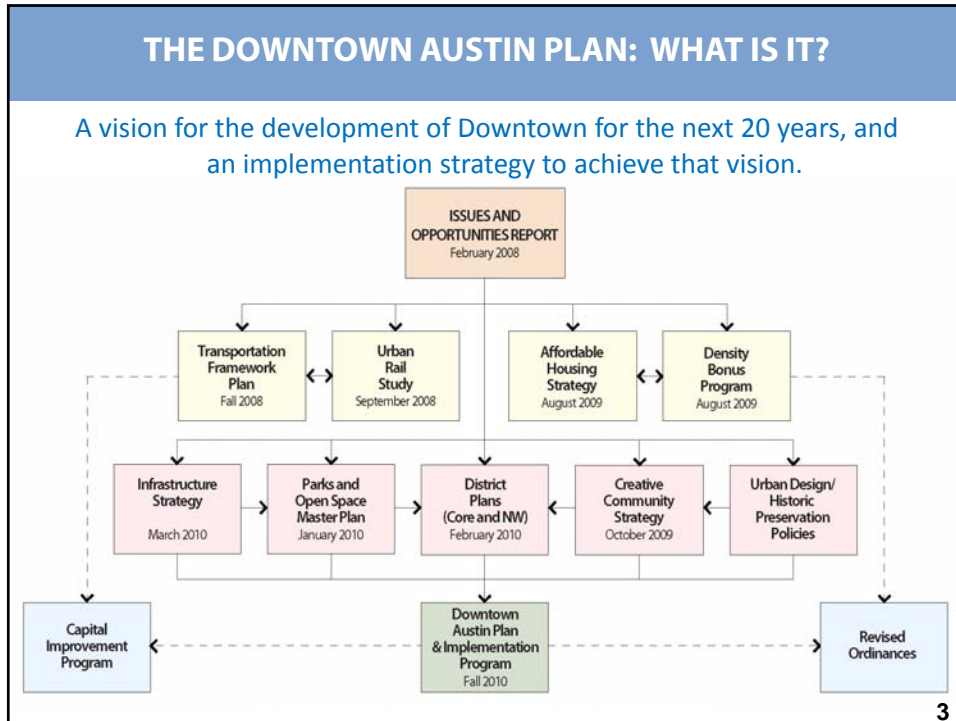 THE DOWNTOWN AUSTIN PLAN: WHAT IS IT?
A vision for the development of Downtown for the next 20 years, and
an implementation strategy to achieve that vision.
ISSUES AND
OPPORTUNITIES REPORT
February 2008
Transportation
Framework
Plan
Fall 2008
Urban
Rail
Study
September 2008
Affordable
Housing
Strategy
August 2009
Density
Bonus
Program
August 2009
Infrastructure
Strategy
March 2010
Parks and
Open Space
Master Plan
January 2010
District
Plans
(Core and NW)
February 2010
Creative
Community
Strategy
October 2009
Urban Design/
Historic
Preservation
Policies
Capital
Improvement
Program
Downtown
Austin Plan
& Implementation
Program
Fall 2010
Revised
Ordinances
3